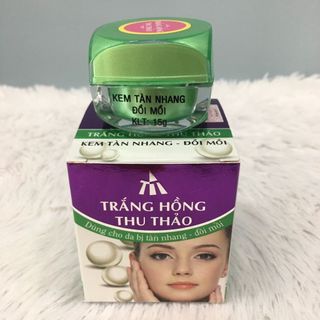 KEM TÀN NHANG
ĐỒI MỒI
KLT: 15g
TRẮNG HỒNG THU THẢO
KEM TÀN NHANG - ĐỒI MỒI
TRẮNG HỒNG
THU THẢO
Dùng cho da bị tàn nhang - đồi mồi